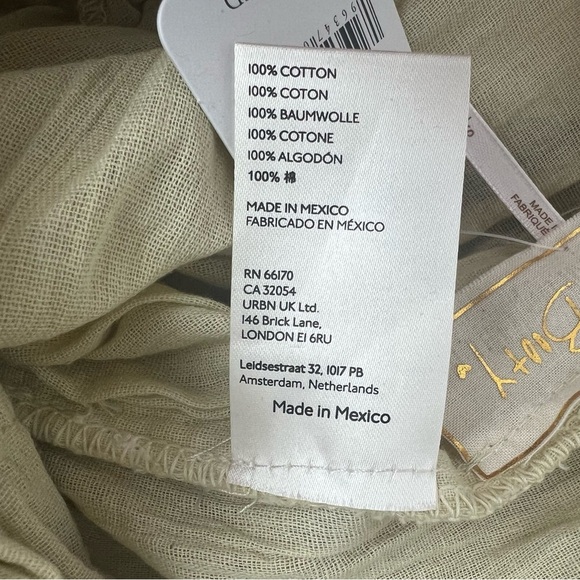 100% COTTON
100% COTON
100% BAUMWOLLE
100% COTONE
100% ALGODÓN
100% 棉
MADE IN MEXICO
FABRICADO EN MÉXICO
RN 66170
CA 32054
URBN UK Ltd.
146 Brick Lane,
LONDON E1 6RU
Leidsestraat 32, 1017 PB
Amsterdam, Netherlands
Made in Mexico
MADE
FABRIQUÉ